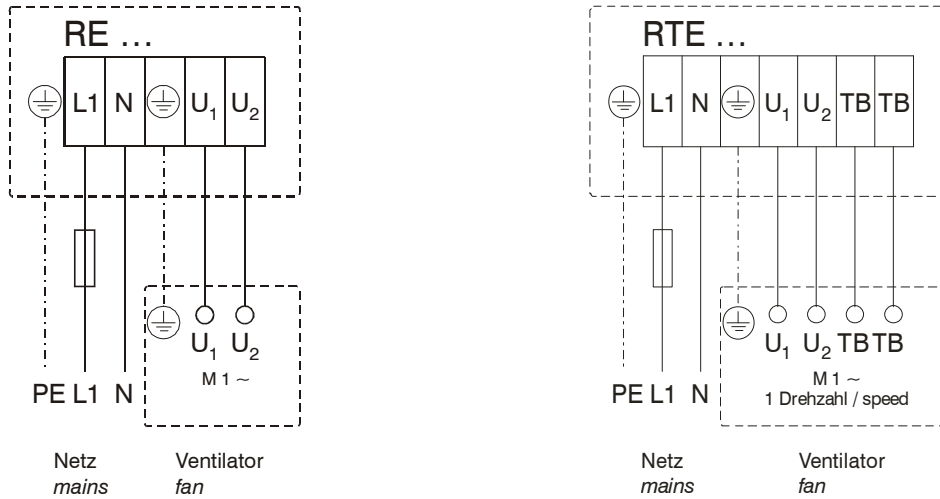 RE ...
L1 N U1 U2
U1 U2
M 1 ~
PE L1 N
Netz Ventilator
mains fan
RTE ...
L1 N U1 U2 TB TB
U1 U2 TB TB
M 1 ~
1 Drehzahl / speed
PE L1 N
Netz Ventilator
mains fan